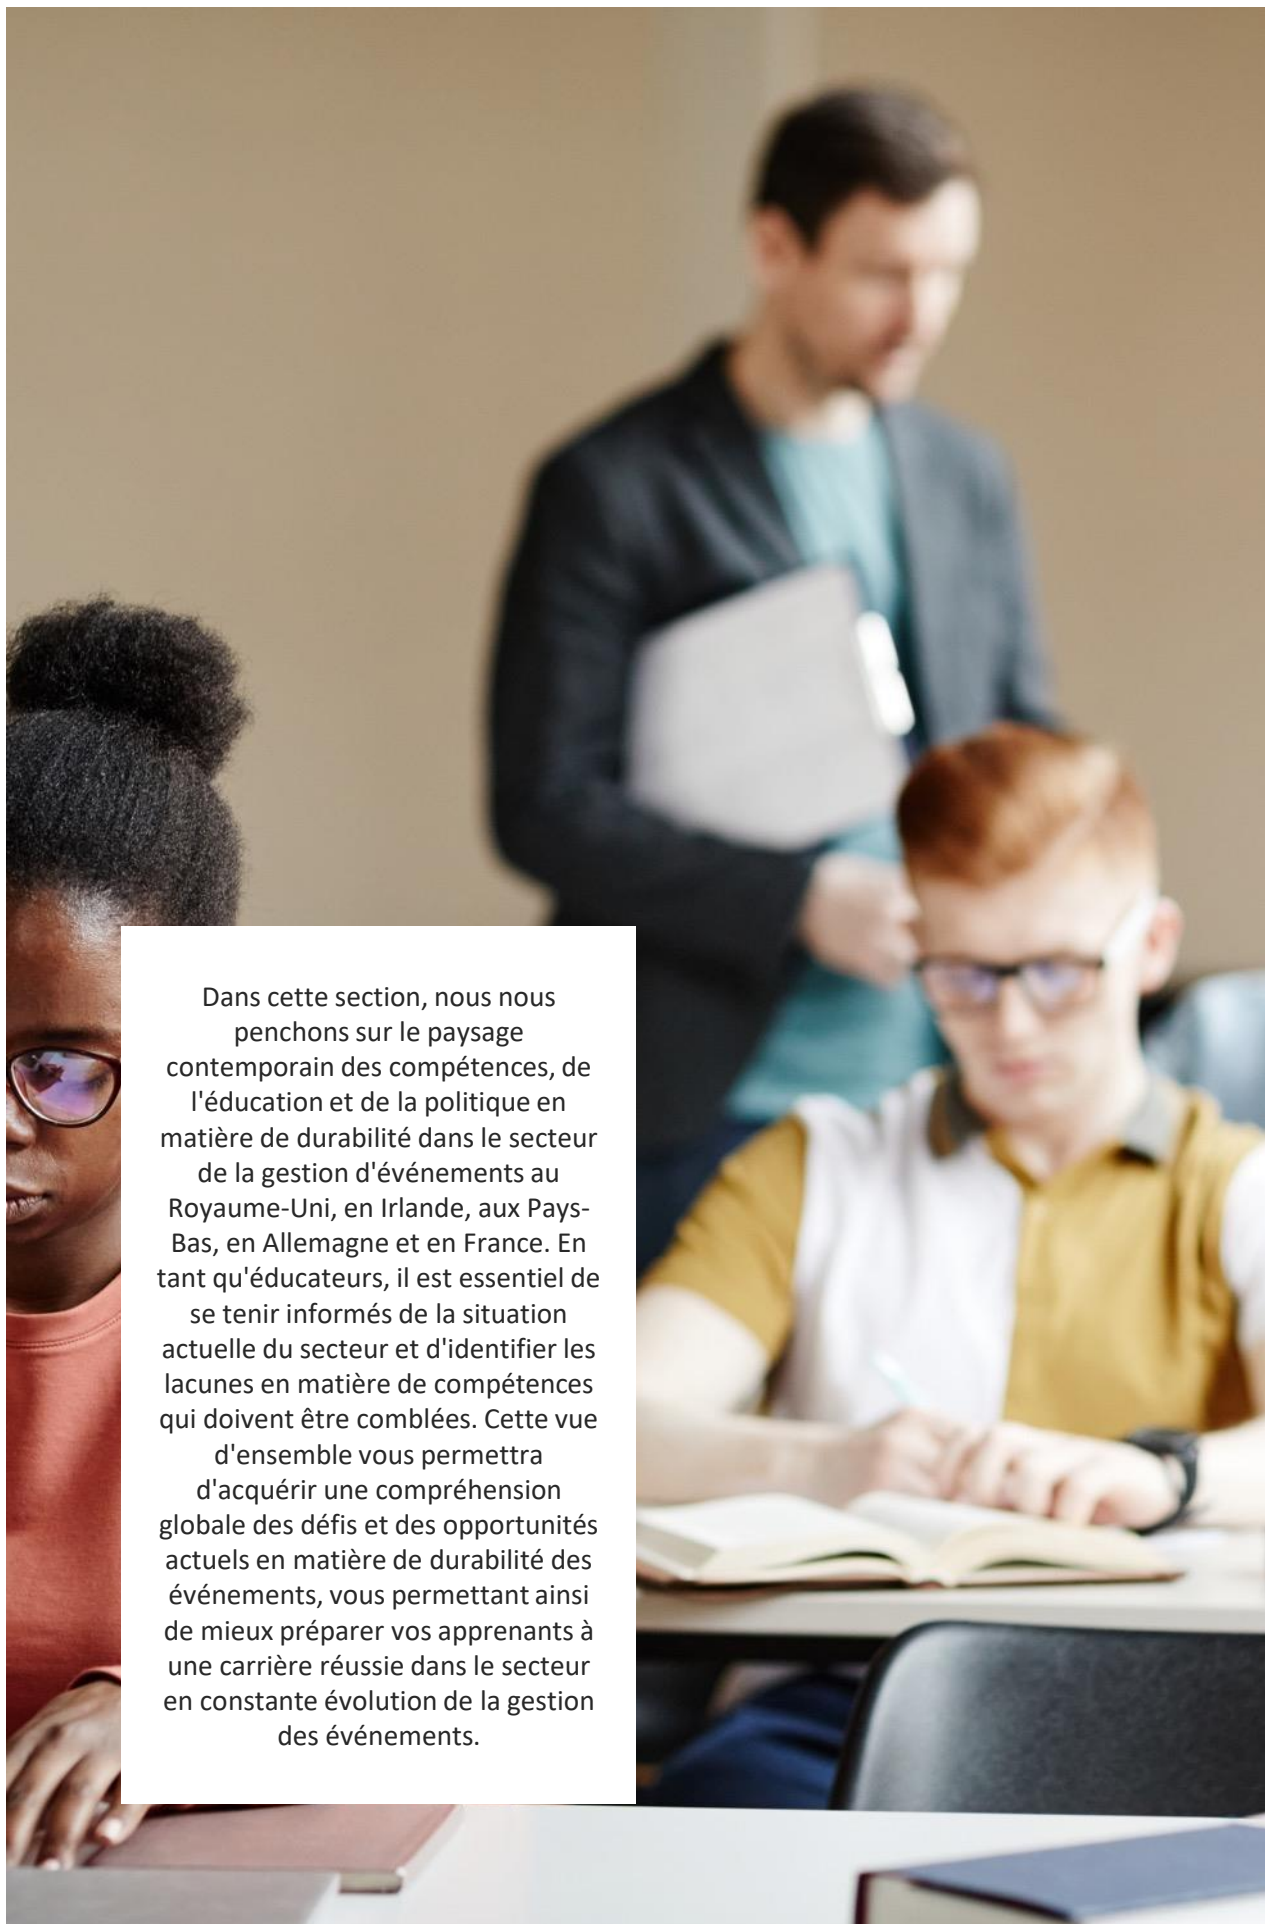 Dans cette section, nous nous
penchons sur le paysage
contemporain des compétences, de
l'éducation et de la politique en
matière de durabilité dans le secteur
de la gestion d'événements au
Royaume-Uni, en Irlande, aux Pays-
Bas, en Allemagne et en France. En
tant qu'éducateurs, il est essentiel de
se tenir informés de la situation
actuelle du secteur et d'identifier les
lacunes en matière de compétences
qui doivent être comblées. Cette vue
d'ensemble vous permettra
d'acquérir une compréhension
globale des défis et des opportunités
actuels en matière de durabilité des
événements, vous permettant ainsi
de mieux préparer vos apprenants à
une carrière réussie dans le secteur
en constante évolution de la gestion
des événements.